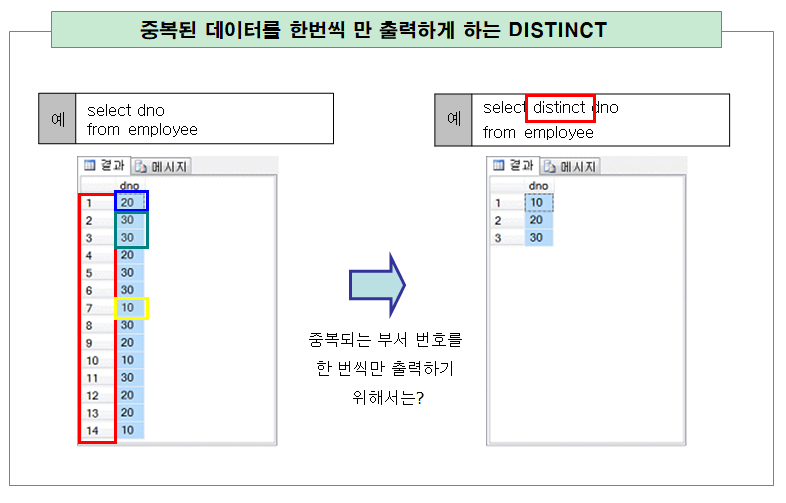 중복된 데이터를 한번씩 만 출력하게 하는 DISTINCT
예
select dno
from employee
결과 메시지
dno
1 20
2 30
3 30
4 20
5 30
6 30
7 10
8 30
9 20
10 10
11 30
12 20
13 20
14 10
중복되는 부서 번호를
한 번씩만 출력하기
위해서는?
예
select distinct dno
from employee
결과 메시지
dno
1 10
2 20
3 30